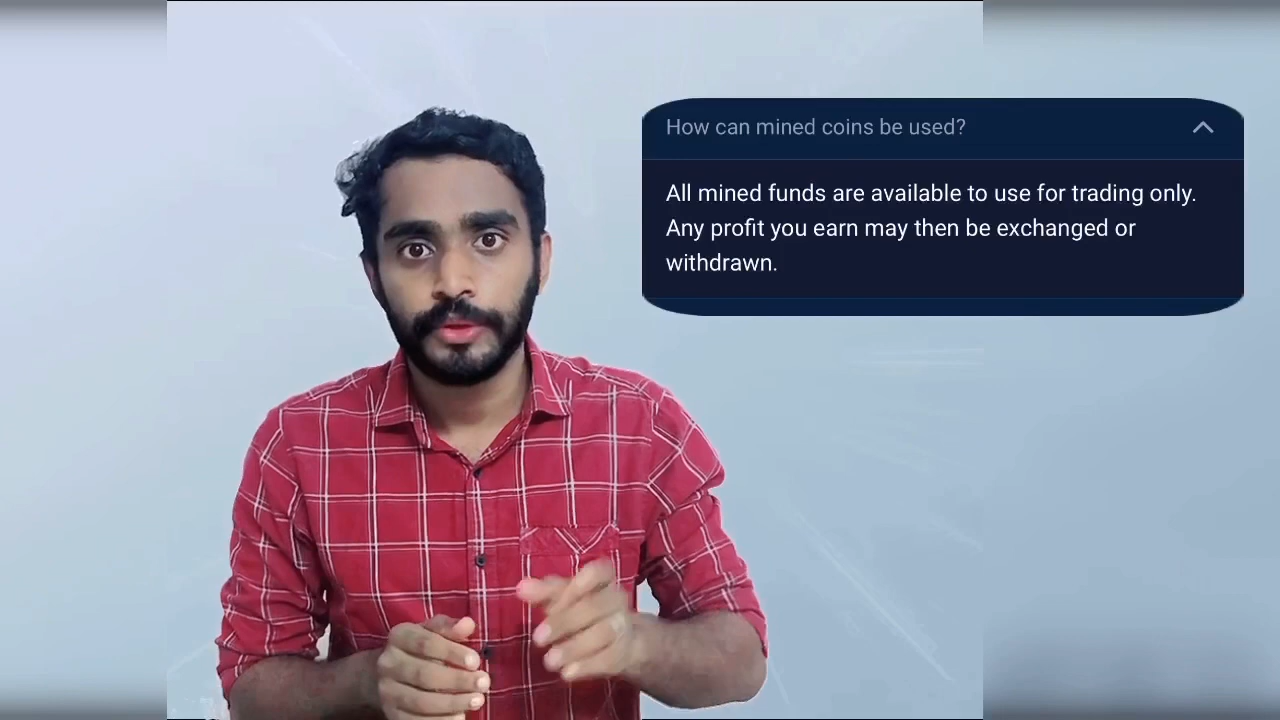 How can mined coins be used?
All mined funds are available to use for trading only.
Any profit you earn may then be exchanged or
withdrawn.